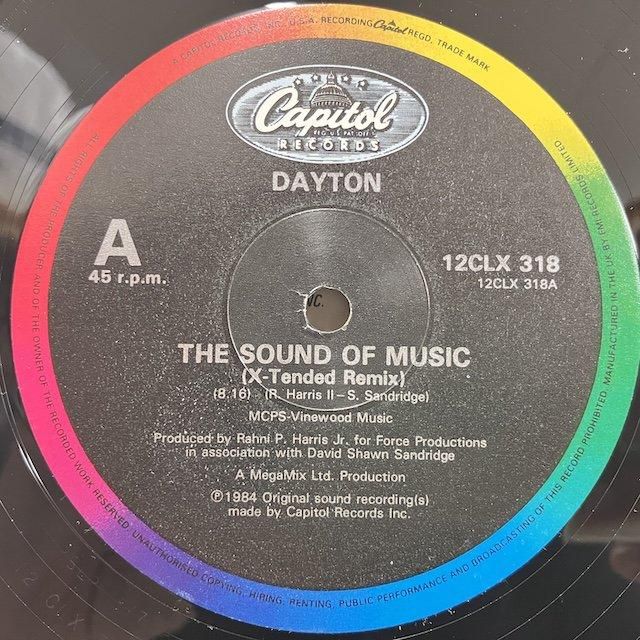 A CAPITOL RECORDS, INC. U.S.A. RECORDING Capitol REGD. TRADE MARK
Capitol
REG. U.S. PAT. OFF.
RECORDS
DAYTON
A
45 r.p.m.
12CLX 318
12CLX 318A
NC.
THE SOUND OF MUSIC
(X-Tended Remix)
(8.16) (R. Harris II – S. Sandridge)
MCPS-Vinewood Music
Produced by Rahni P. Harris Jr. for Force Productions
in association with David Shawn Sandridge
A MegaMix Ltd. Production
℗1984 Original sound recording(s)
made by Capitol Records Inc.
ALL RIGHTS OF THE PRODUCER AND OF THE OWNER OF THE RECORDED WORK RESERVED. UNAUTHORISED COPYING, HIRING, RENTING, PUBLIC PERFORMANCE AND BROADCASTING OF THIS RECORD PROHIBITED. MANUFACTURED IN THE UK BY EMI RECORDS LIMITED